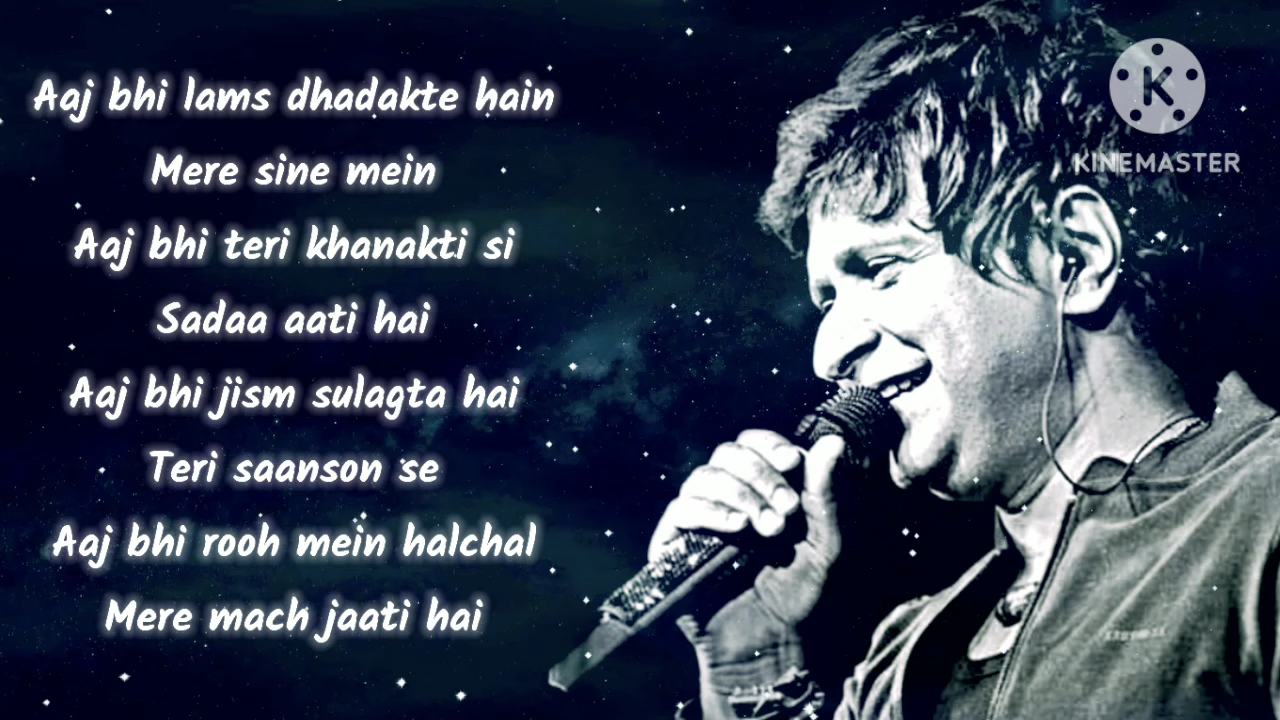 Aaj bhi lams dhadakte hain
Mere sine mein
Aaj bhi teri khanakti si
Sadaa aati hai
Aaj bhi jism sulagta hai
Teri saanson se
Aaj bhi rooh mein halchal
Mere mach jaati hai
K
KINEMASTER